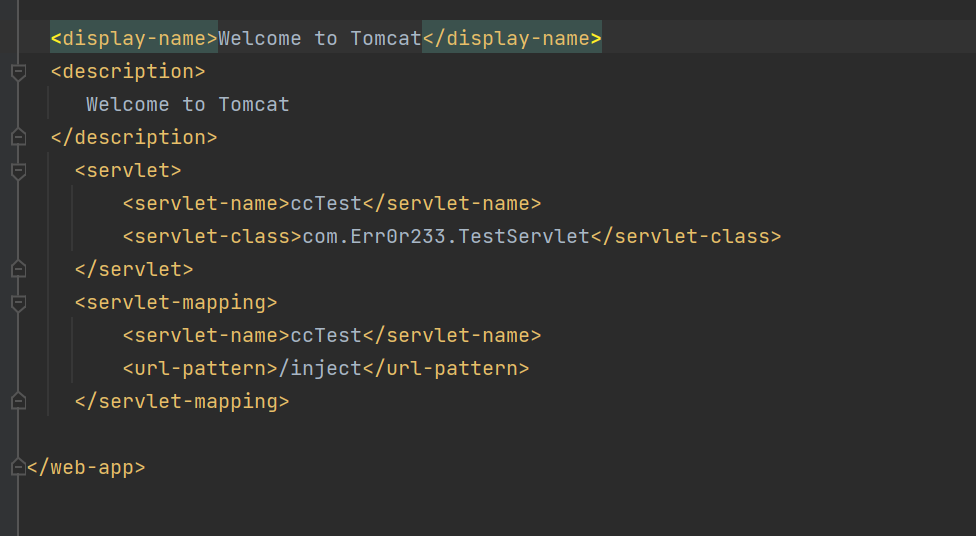 <display-name>Welcome to Tomcat</display-name>
<description>
Welcome to Tomcat
</description>
<servlet>
<servlet-name>ccTest</servlet-name>
<servlet-class>com.Err0r233.TestServlet</servlet-class>
</servlet>
<servlet-mapping>
<servlet-name>ccTest</servlet-name>
<url-pattern>/inject</url-pattern>
</servlet-mapping>
</web-app>